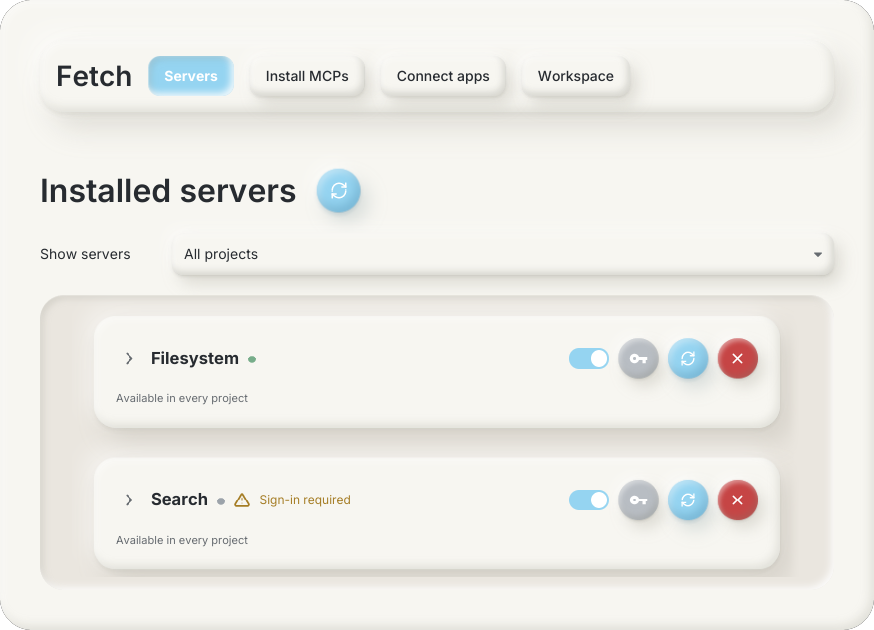 Fetch Servers Install MCPs Connect apps Workspace
Installed servers
Show servers All projects
Filesystem
Available in every project
Search Sign-in required
Available in every project